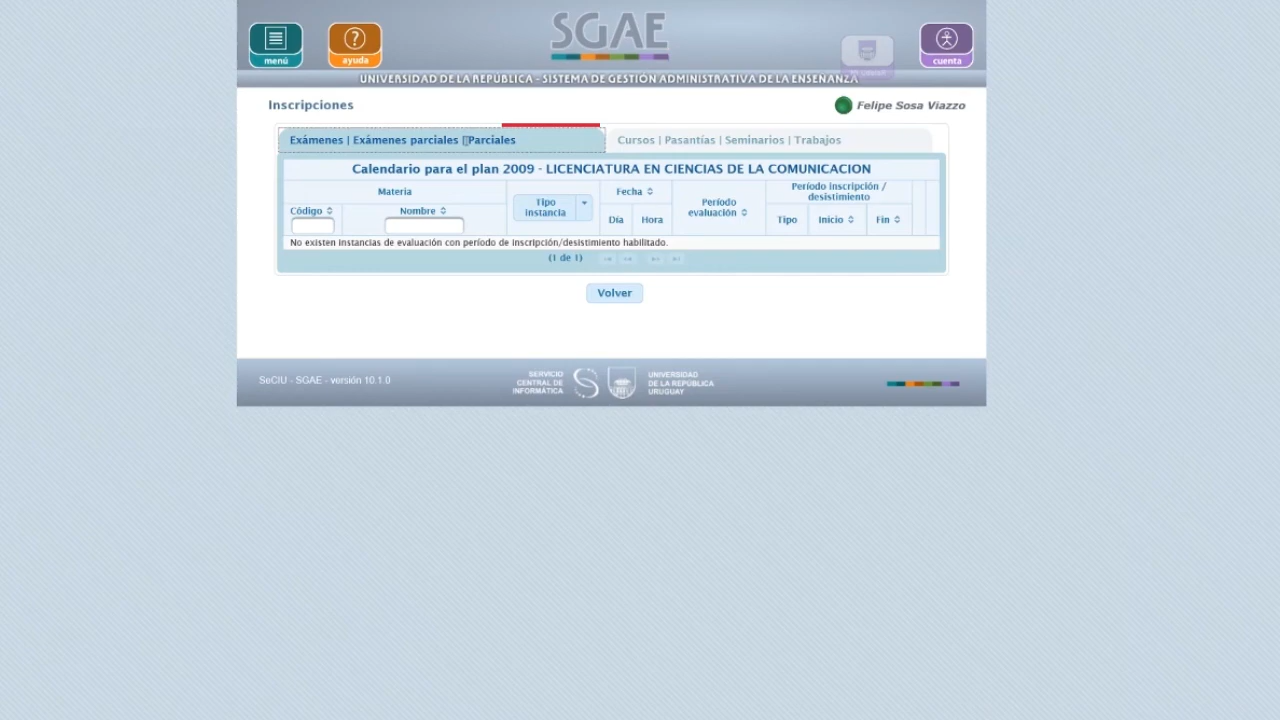 SGAE
menú
ayuda
cuenta
UNIVERSIDAD DE LA REPÚBLICA - SISTEMA DE GESTIÓN ADMINISTRATIVA DE LA ENSEÑANZA
Inscripciones
Felipe Sosa Viazzo
Exámenes | Exámenes parciales | Parciales
Cursos | Pasantías | Seminarios | Trabajos
Calendario para el plan 2009 - LICENCIATURA EN CIENCIAS DE LA COMUNICACION
Materia
Código
Nombre
Tipo
instancia
Fecha
Día
Hora
Período
evaluación
Período inscripción /
desistimiento
Tipo
Inicio
Fin
No existen instancias de evaluación con período de inscripción/desistimiento habilitado.
(1 de 1)
Volver
SeCIU - SGAE - versión 10.1.0
SERVICIO
CENTRAL DE
INFORMÁTICA
UNIVERSIDAD
DE LA REPÚBLICA
URUGUAY